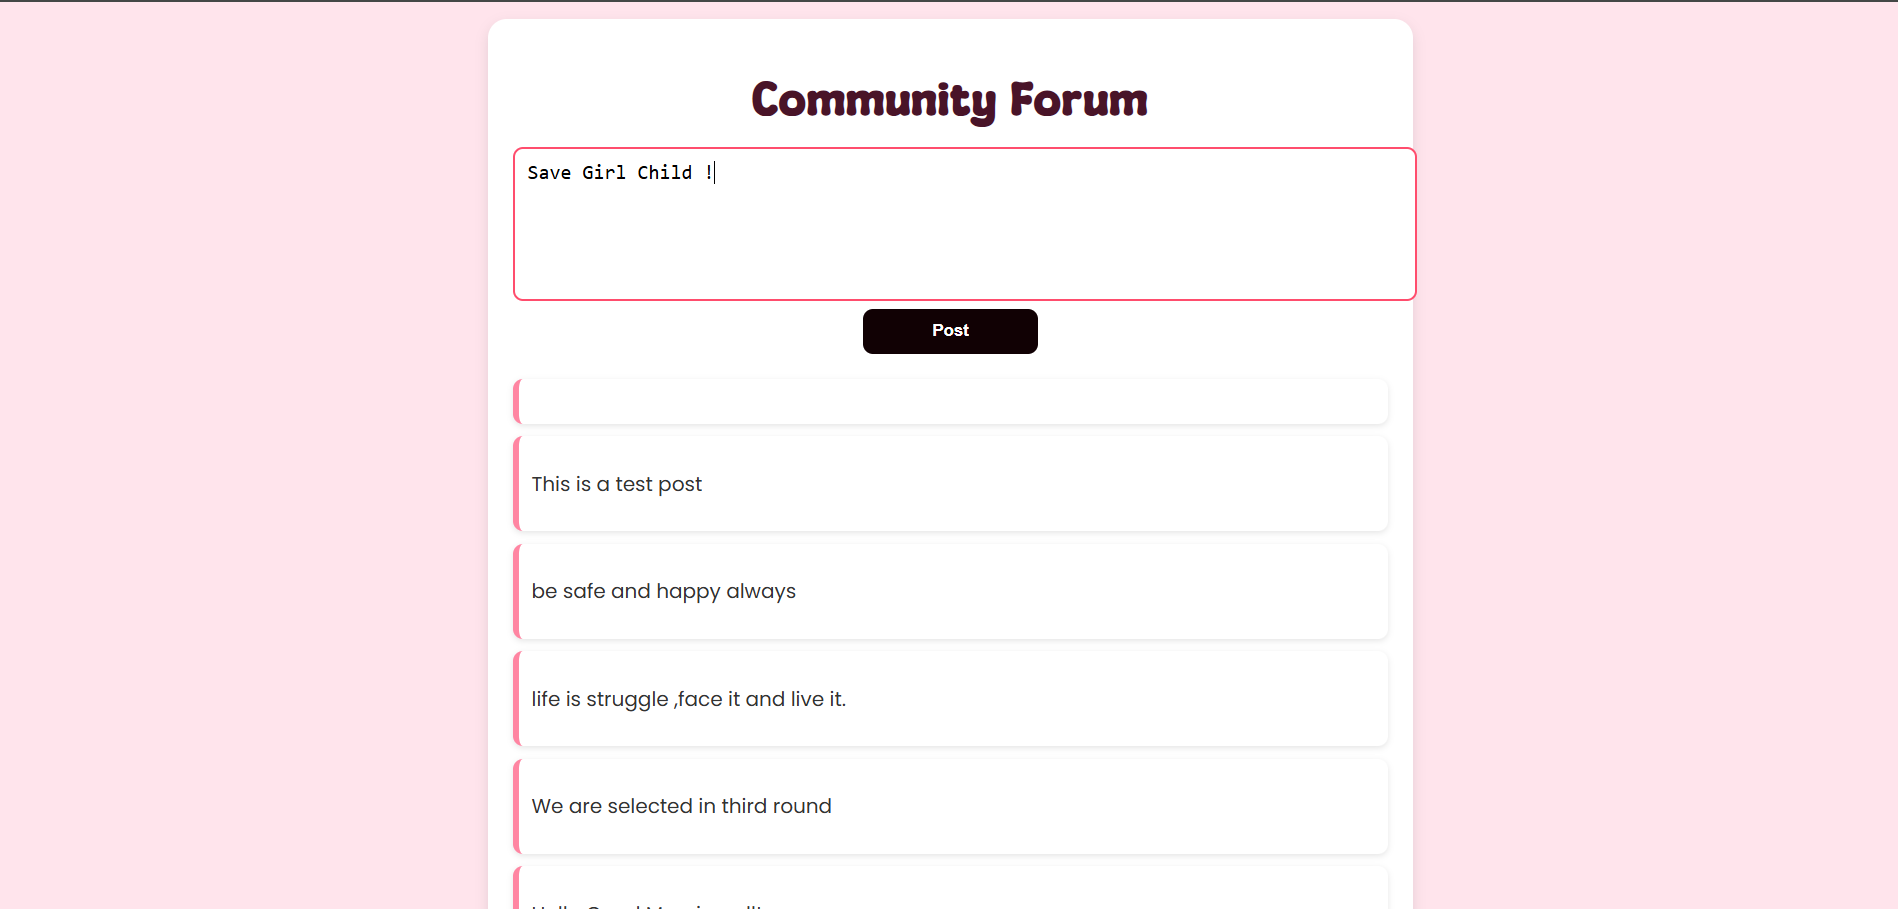 Community Forum
Save Girl Child !
Post
This is a test post
be safe and happy always
life is struggle ,face it and live it.
We are selected in third round